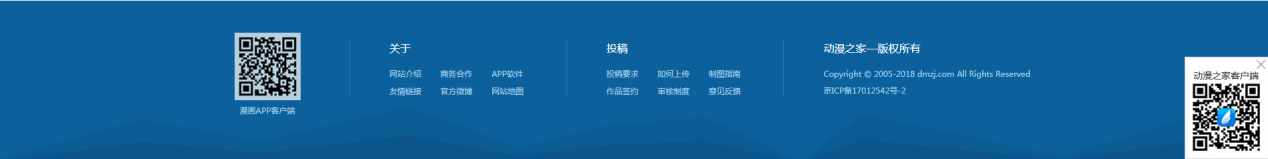 关于
网站介绍 商务合作 APP软件
友情链接 官方微博 网站地图
投稿
投稿要求 如何上传 制图指南
作品签约 审核制度 意见反馈
动漫之家—版权所有
Copyright © 2005-2018 dmzj.com All Rights Reserved
京ICP备17012542号-2
漫画APP客户端
动漫之家客户端